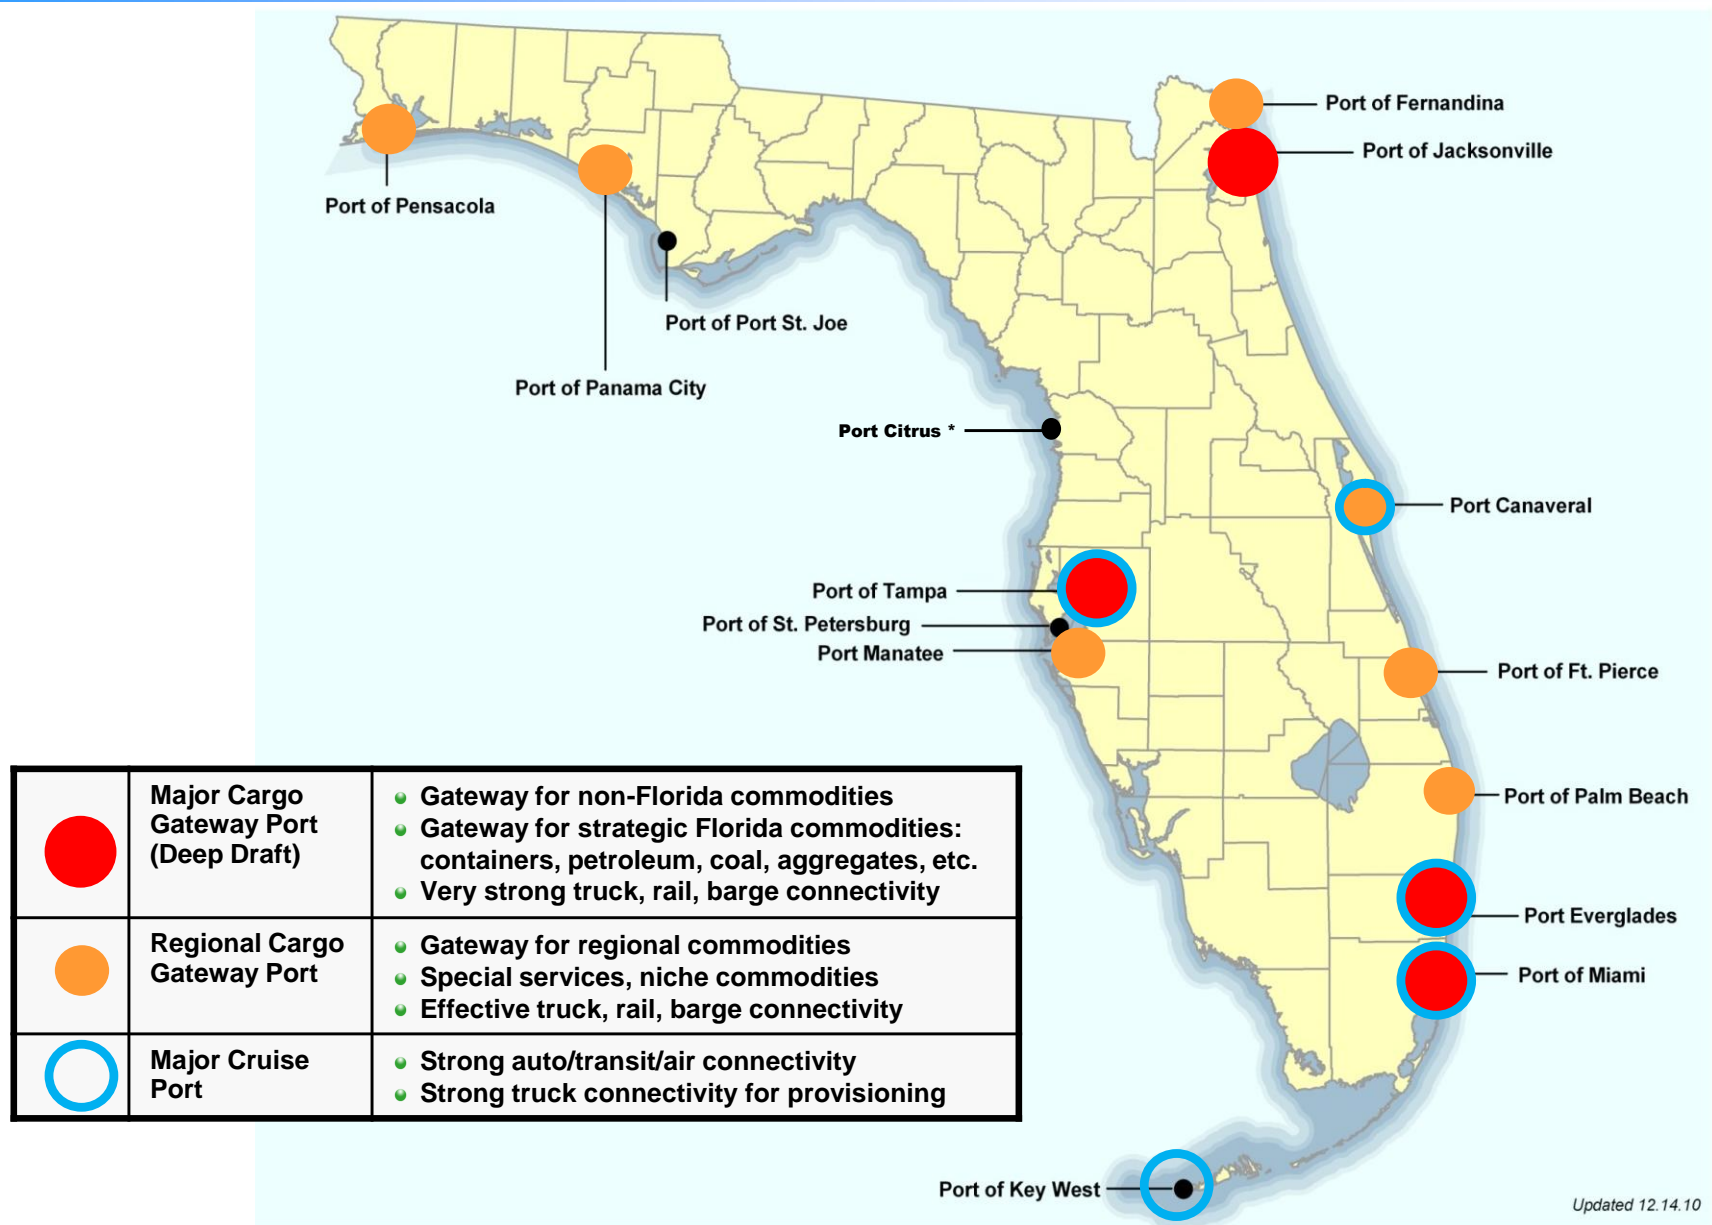 Port of Fernandina
Port of Jacksonville
Port of Pensacola
Port of Port St. Joe
Port of Panama City
Port Citrus *
Port Canaveral
Port of Tampa
Port of St. Petersburg
Port Manatee
Port of Ft. Pierce
Port of Palm Beach
Port Everglades
Port of Miami
Port of Key West
Major Cargo
Gateway Port
(Deep Draft)
Gateway for non-Florida commodities
Gateway for strategic Florida commodities:
containers, petroleum, coal, aggregates, etc.
Very strong truck, rail, barge connectivity
Regional Cargo
Gateway Port
Gateway for regional commodities
Special services, niche commodities
Effective truck, rail, barge connectivity
Major Cruise
Port
Strong auto/transit/air connectivity
Strong truck connectivity for provisioning
Updated 12.14.10